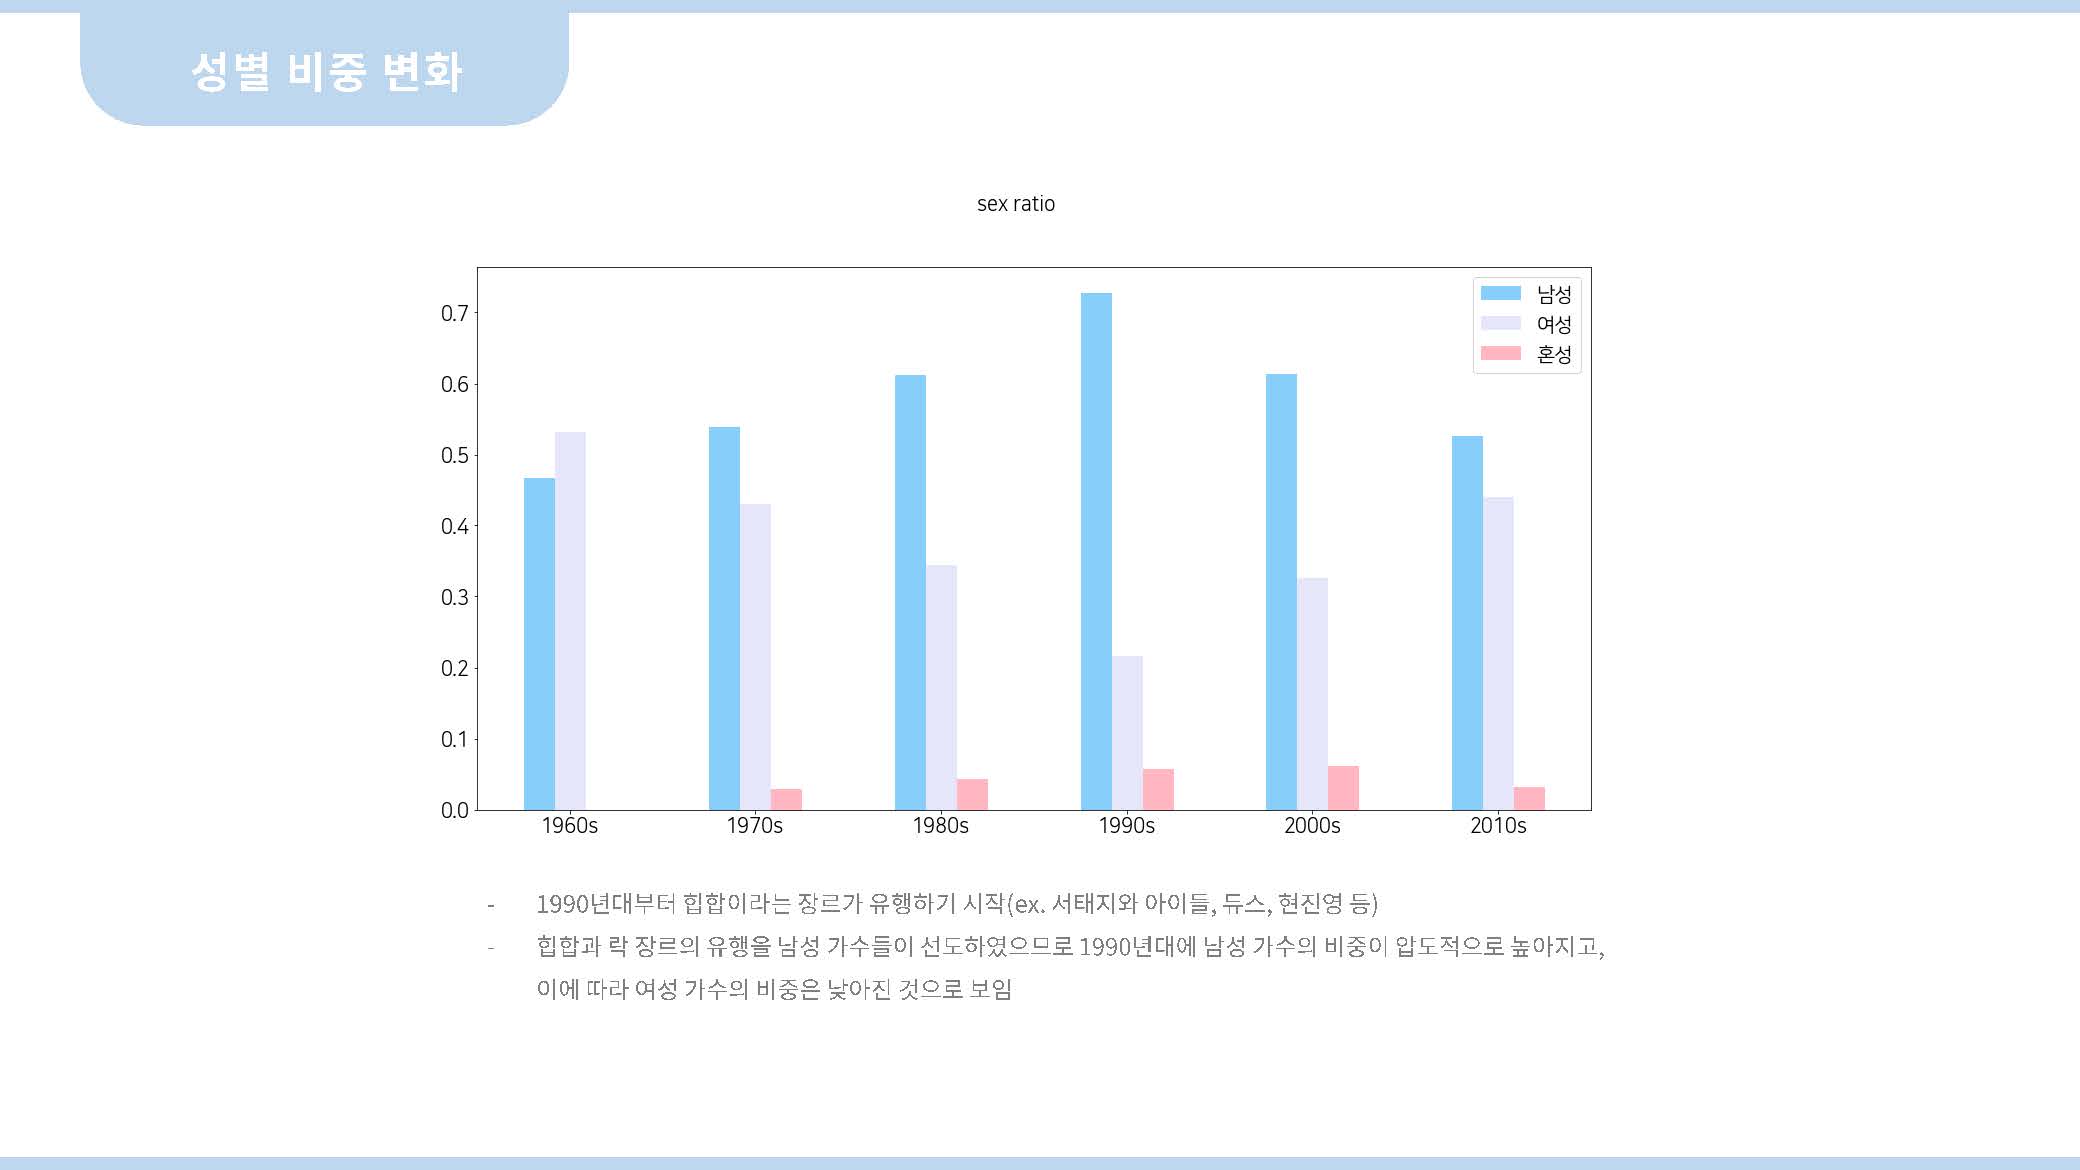 성별 비중 변화
sex ratio
남성
여성
혼성
0.7
0.6
0.5
0.4
0.3
0.2
0.1
0.0
1960s 1970s 1980s 1990s 2000s 2010s
- 1990년대부터 힙합이라는 장르가 유행하기 시작(ex. 서태지와 아이들, 듀스, 현진영 등)
- 힙합과 락 장르의 유행을 남성 가수들이 선도하였으므로 1990년대에 남성 가수의 비중이 압도적으로 높아지고,
이에 따라 여성 가수의 비중은 낮아진 것으로 보임